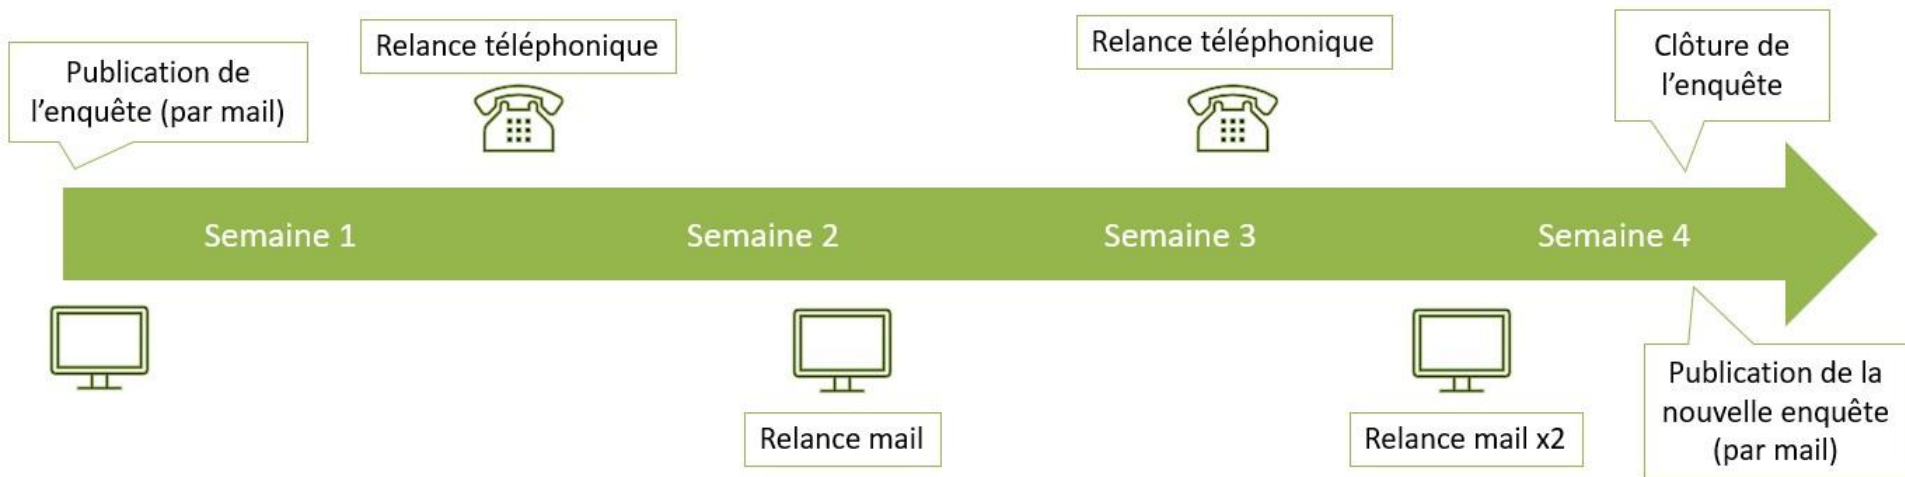 Publication de
l’enquête (par mail)
Relance téléphonique
Relance téléphonique
Clôture de
l’enquête
Semaine 1
Semaine 2
Semaine 3
Semaine 4
Relance mail
Relance mail x2
Publication de la
nouvelle enquête
(par mail)